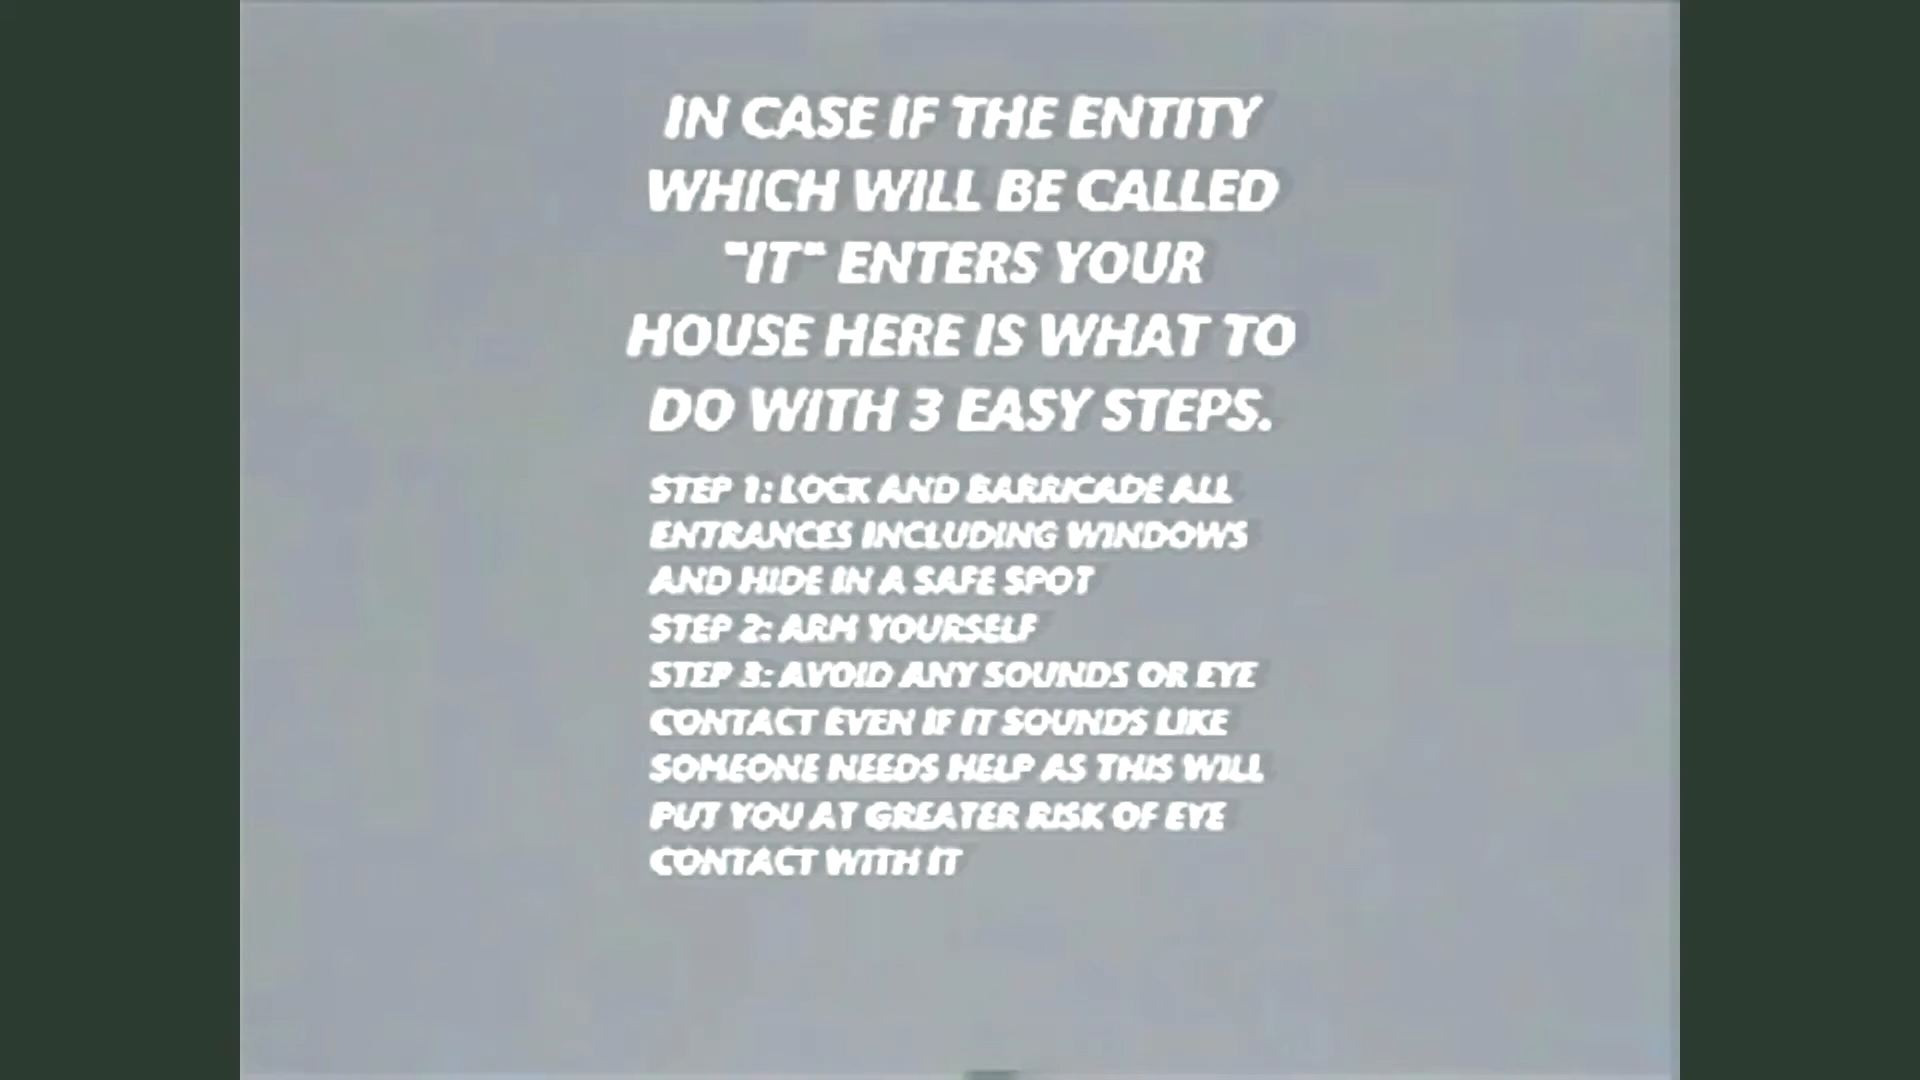 IN CASE IF THE ENTITY
WHICH WILL BE CALLED
"IT" ENTERS YOUR
HOUSE HERE IS WHAT TO
DO WITH 3 EASY STEPS.
STEP 1: LOCK AND BARRICADE ALL
ENTRANCES INCLUDING WINDOWS
AND HIDE IN A SAFE SPOT
STEP 2: ARM YOURSELF
STEP 3: AVOID ANY SOUNDS OR EYE
CONTACT EVEN IF IT SOUNDS LIKE
SOMEONE NEEDS HELP AS THIS WILL
PUT YOU AT GREATER RISK OF EYE
CONTACT WITH IT